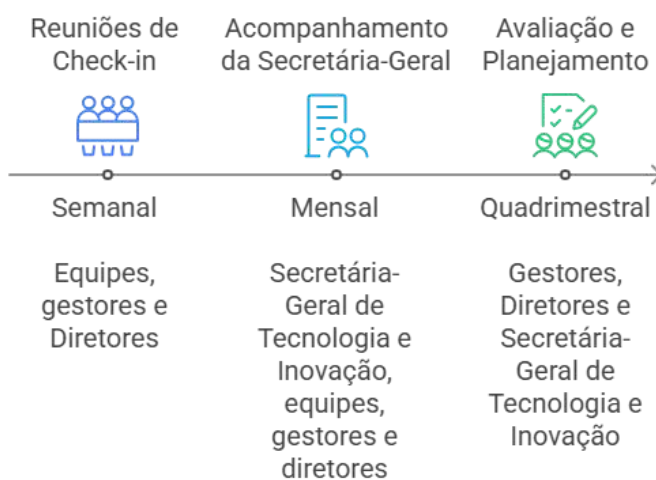 Reuniões de
Check-in
Acompanhamento
da Secretária-Geral
Avaliação e
Planejamento
Semanal
Mensal
Quadrimestral
Equipes,
gestores e
Diretores
Secretária-
Geral de
Tecnologia e
Inovação,
equipes,
gestores e
diretores
Gestores,
Diretores e
Secretária-
Geral de
Tecnologia e
Inovação